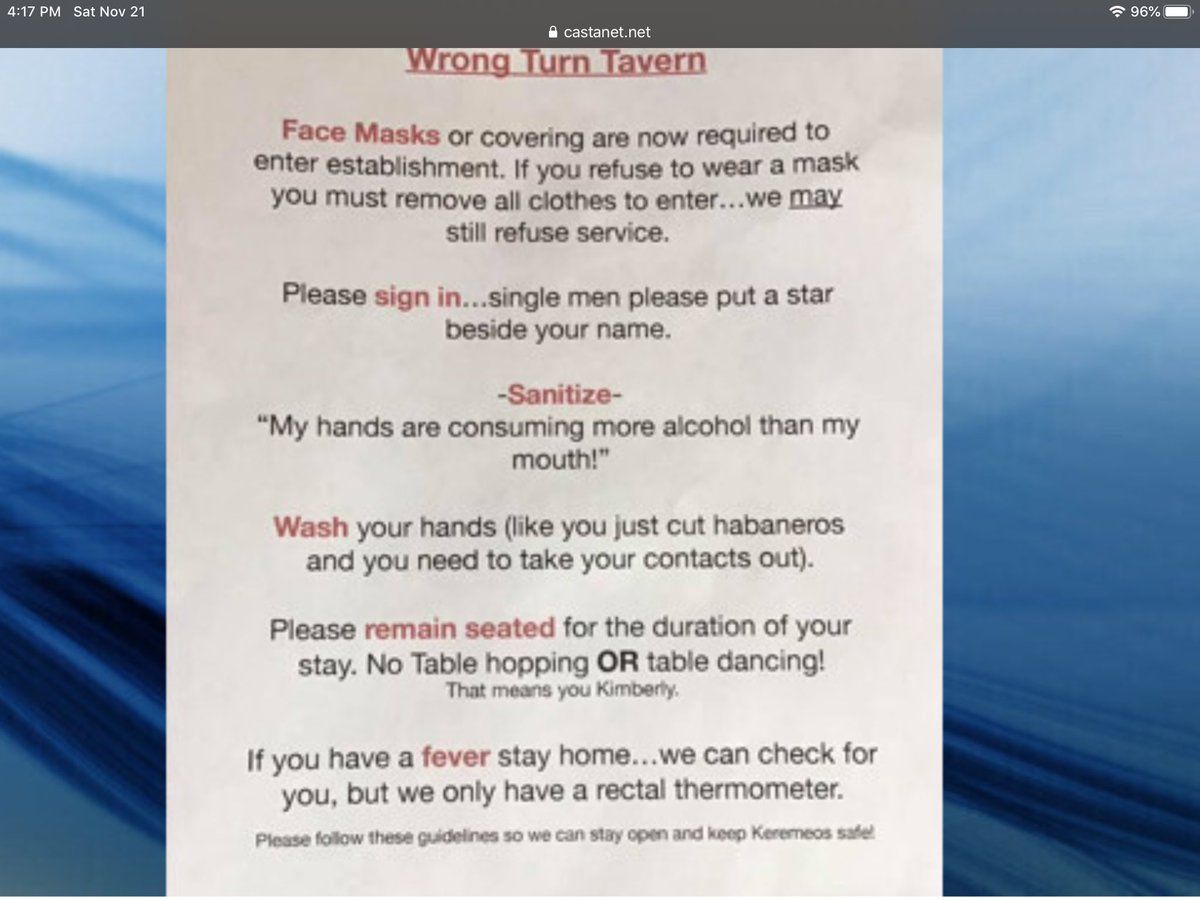 4:17 PM Sat Nov 21
96%
castanet.net
Wrong Turn Tavern
Face Masks or covering are now required to
enter establishment. If you refuse to wear a mask
you must remove all clothes to enter...we may
still refuse service.
Please sign in...single men please put a star
beside your name.
-Sanitize-
“My hands are consuming more alcohol than my
mouth!”
Wash your hands (like you just cut habaneros
and you need to take your contacts out).
Please remain seated for the duration of your
stay. No Table hopping OR table dancing!
That means you Kimberly.
If you have a fever stay home...we can check for
you, but we only have a rectal thermometer.
Please follow these guidelines so we can stay open and keep Keremeos safe!